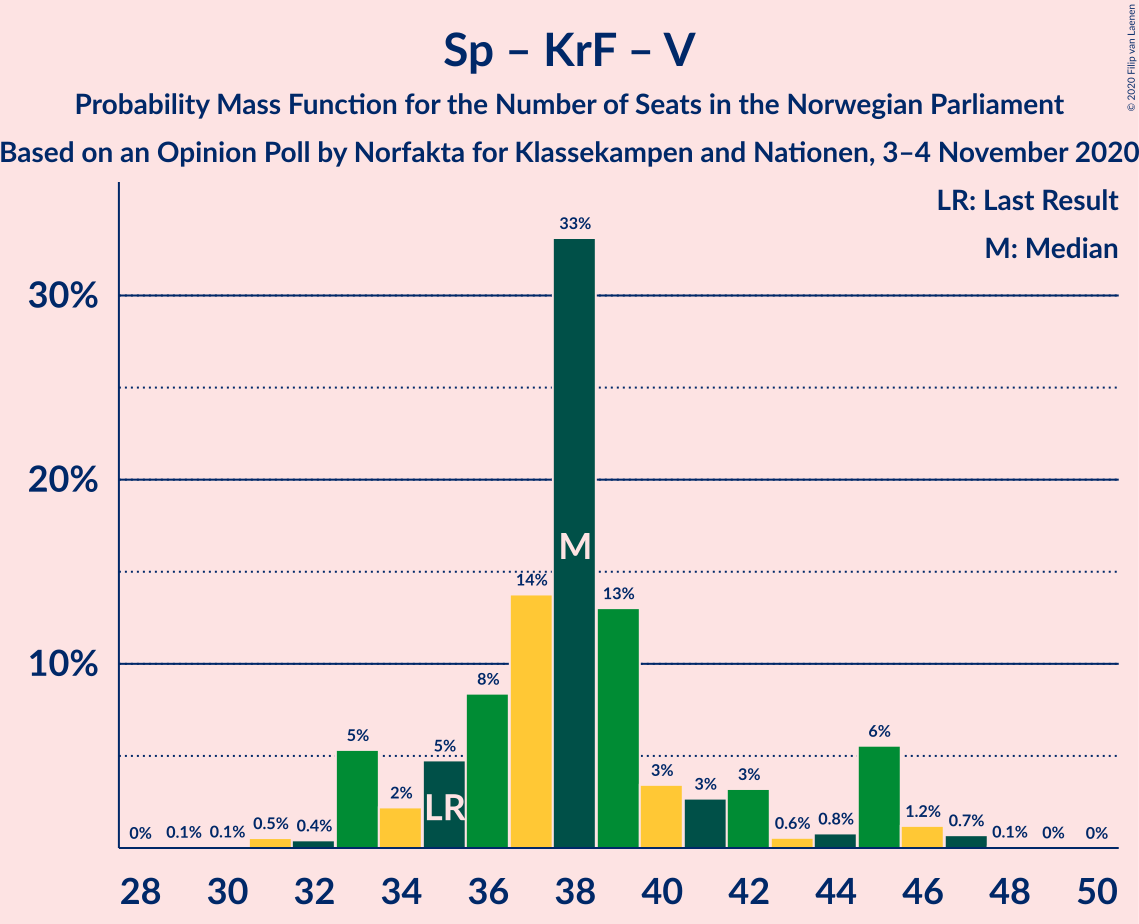 © 2020 Filip van Laenen
Sp – KrF – V
Probability Mass Function for the Number of Seats in the Norwegian Parliament
Based on an Opinion Poll by Norfakta for Klassekampen and Nationen, 3–4 November 2020
LR: Last Result
M: Median
33%
30%
20%
M
14%
13%
10%
8%
5%
5%
6%
2%
LR
3%
3%
3%
0%
0.1%
0.1%
0.5%
0.4%
0.6%
0.8%
1.2%
0.7%
0.1%
0%
0%
28 30 32 34 36 38 40 42 44 46 48 50